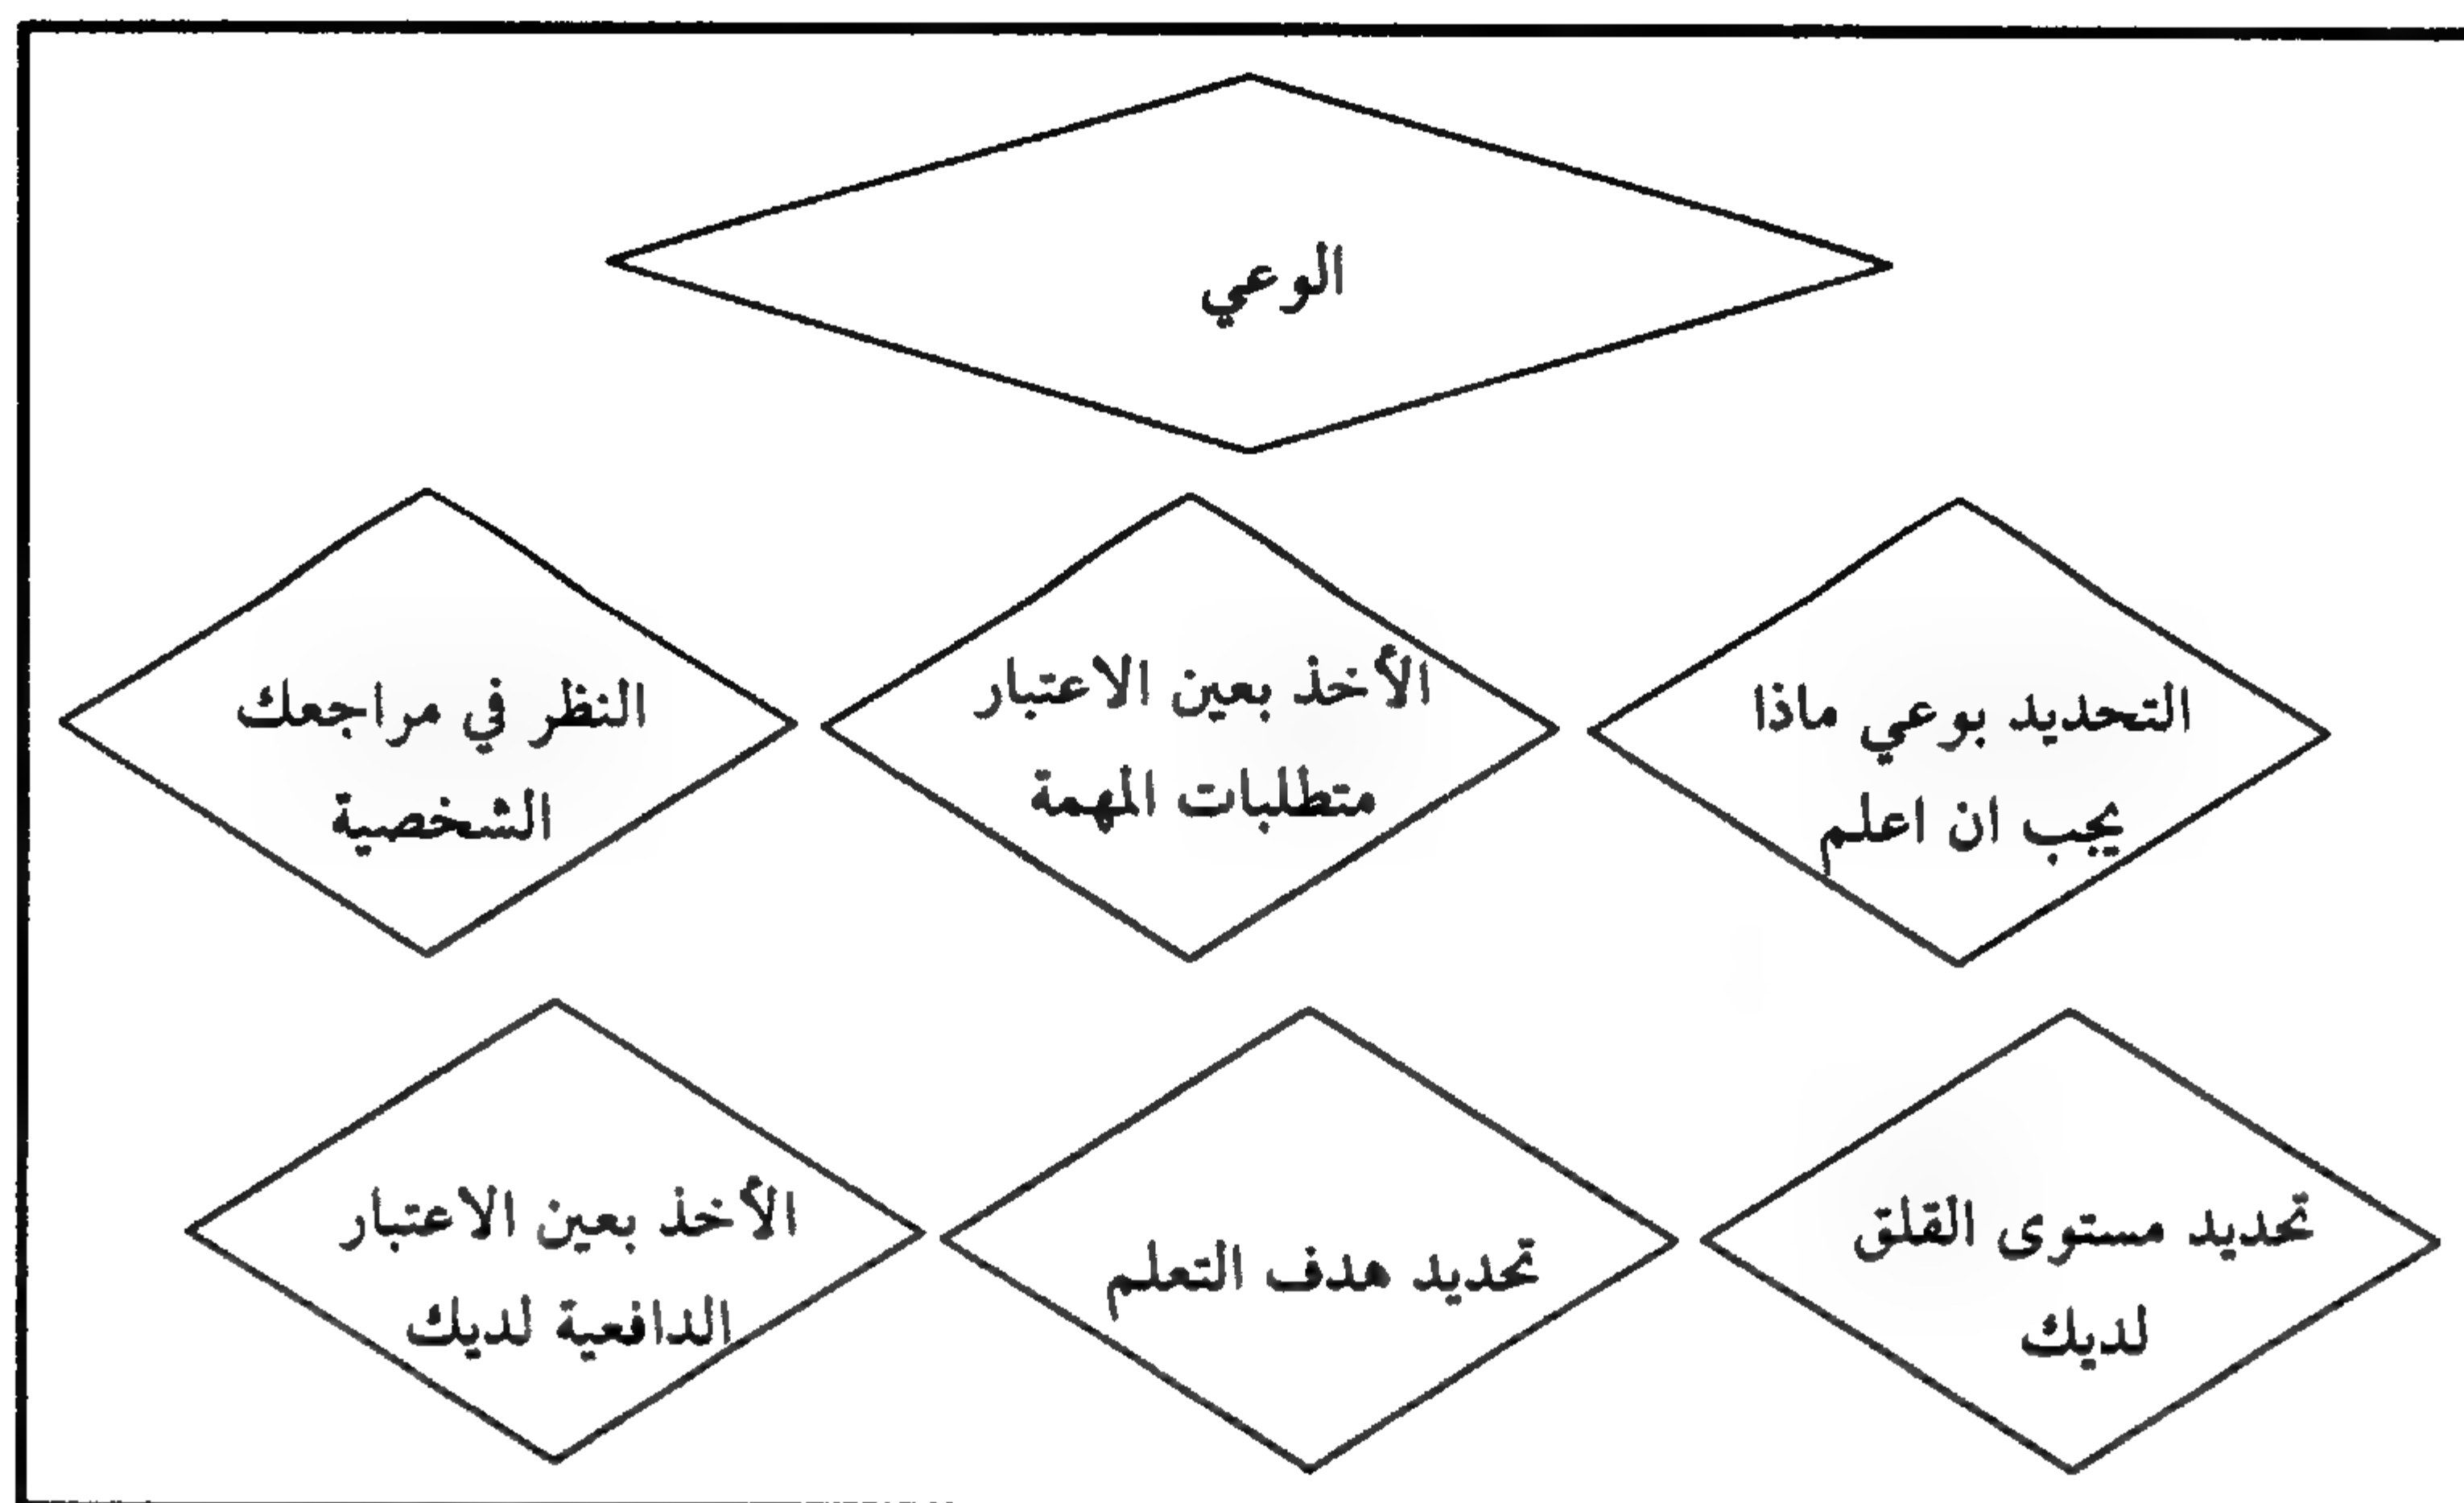 الوعي
التحديد بوعي ماذا
يجب ان اعلم
الأخذ بعين الاعتبار
متطلبات المهمة
النظر في مراجعك
الشخصية
تحديد مستوى القلق
لديك
تحديد هدف التعلم
الأخذ بعين الاعتبار
الدافعية لديك